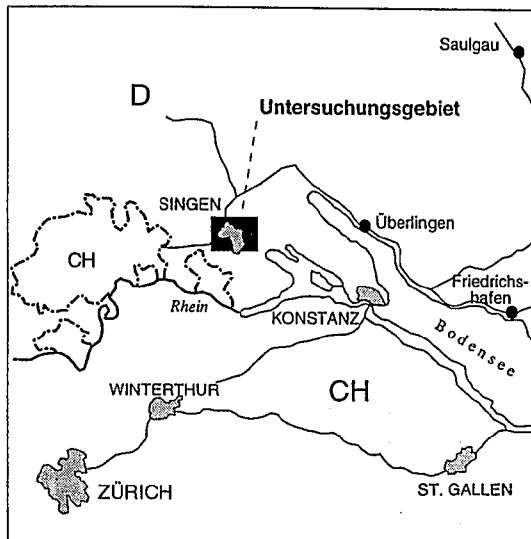 Saulgau
D
Untersuchungsgebiet
SINGEN
Überlingen
CH
Friedrichs-
hafen
Rhein
KONSTANZ
Bodensee
WINTERTHUR
CH
ZÜRICH
ST. GALLEN